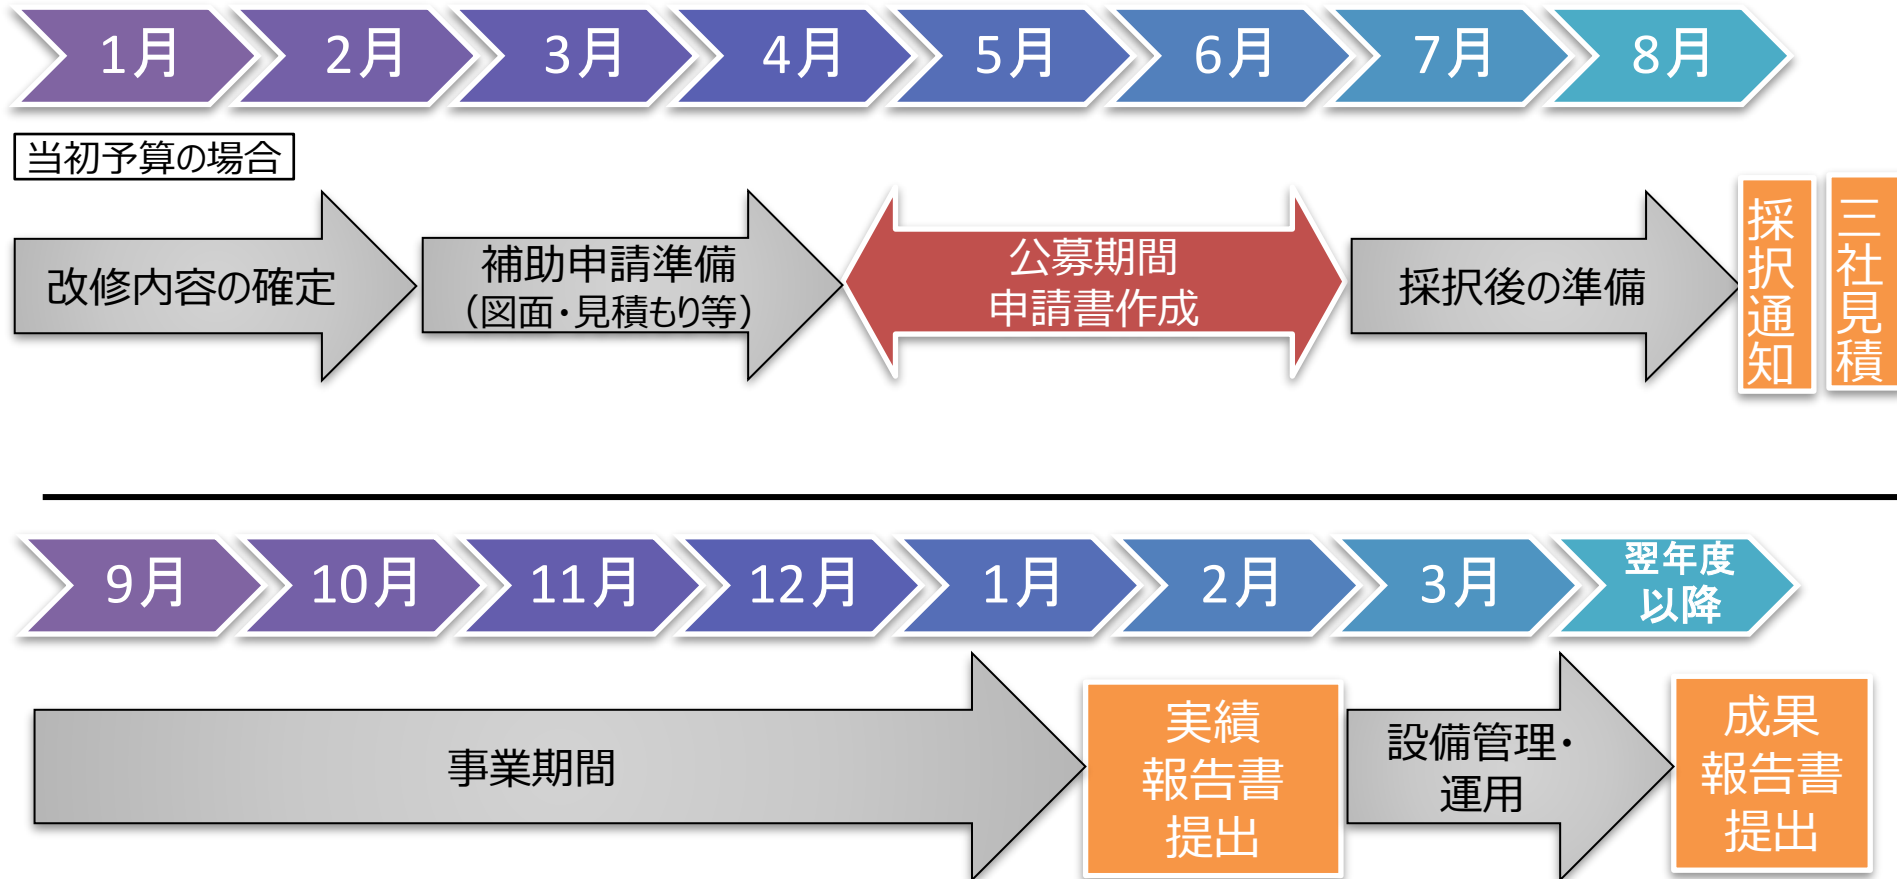 1月
2月
3月
4月
5月
6月
7月
8月
当初予算の場合
改修内容の確定
補助申請準備
（図面・見積もり等）
公募期間
申請書作成
採択後の準備
採択通知
三社見積
9月
10月
11月
12月
1月
2月
3月
翌年度
以降
事業期間
実績
報告書
提出
設備管理・
運用
成果
報告書
提出